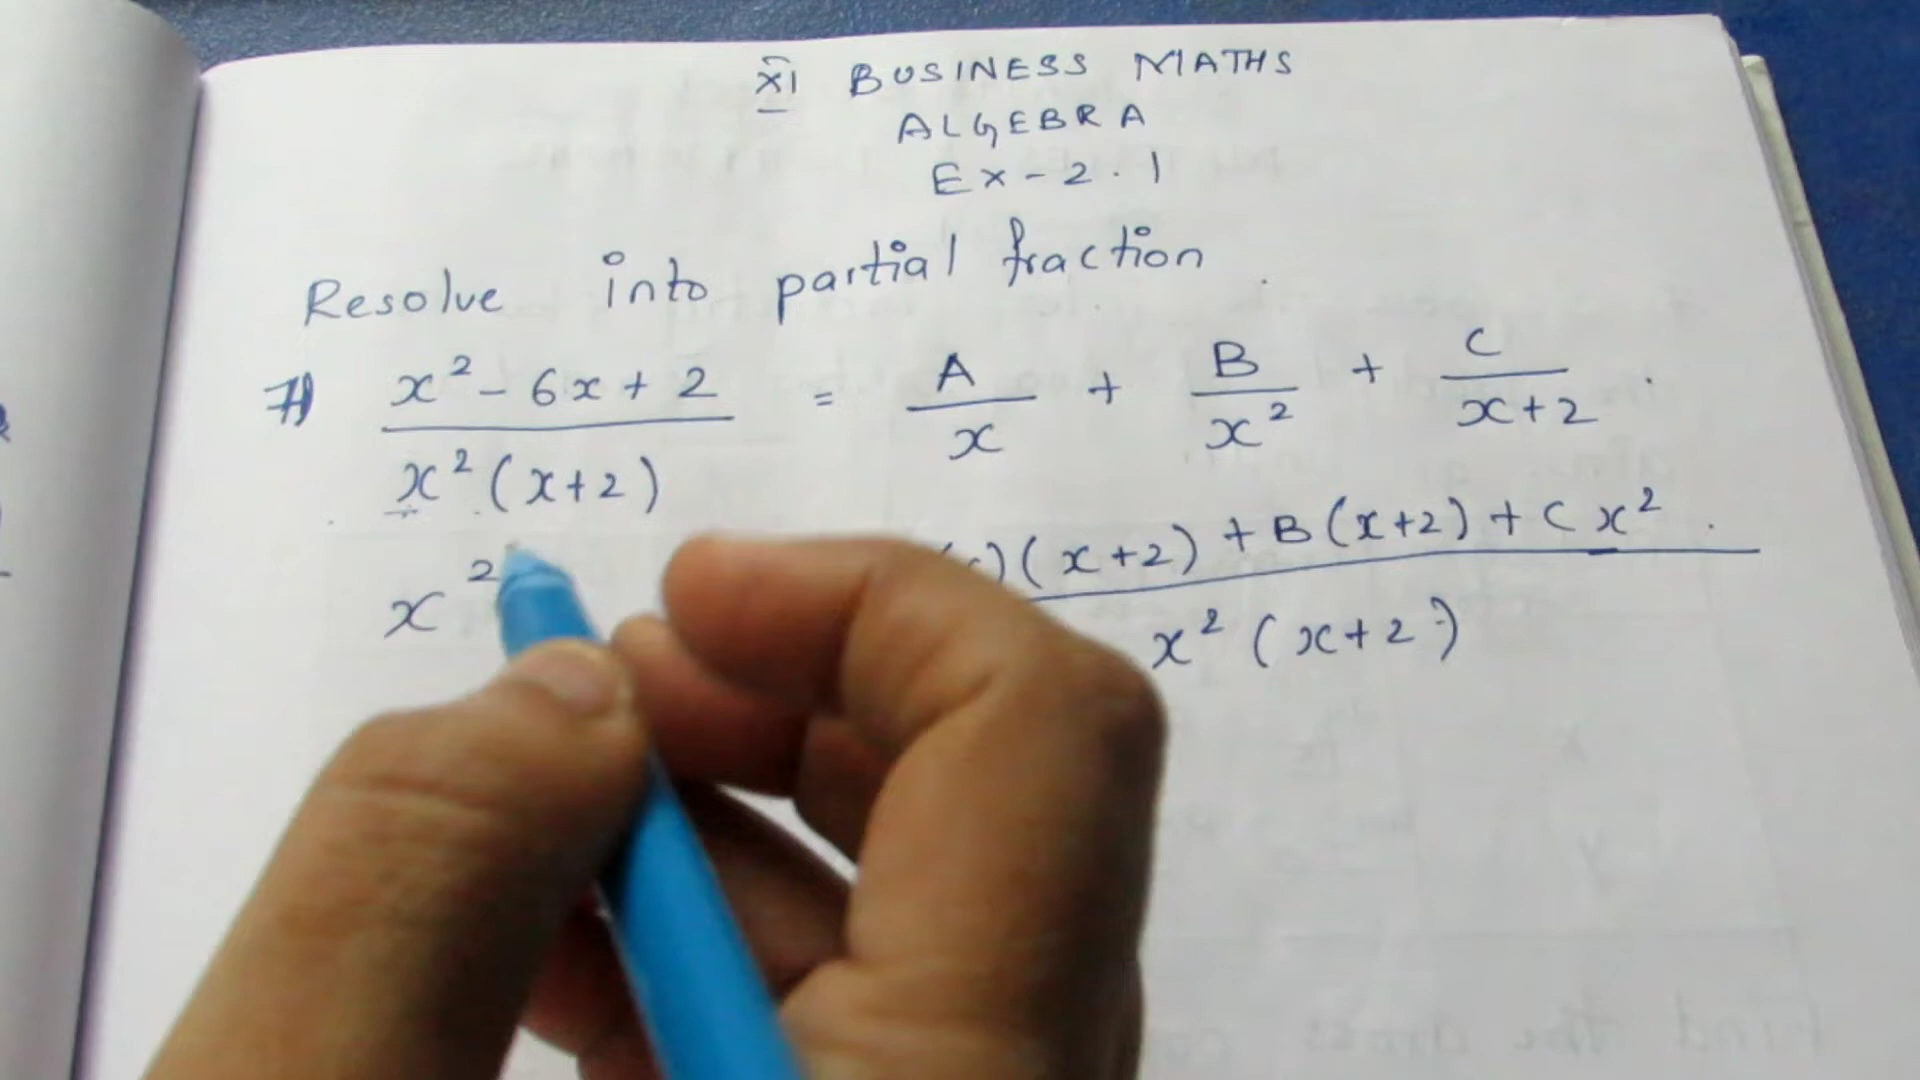 XI BUSINESS MATHS
ALGEBRA
Ex-2.1
Resolve into partial fraction
7) x² - 6x + 2 / x² (x+2) = A/x + B/x² + C/x+2
)(x+2) + B(x+2) + Cx² / x² (x+2)
x²